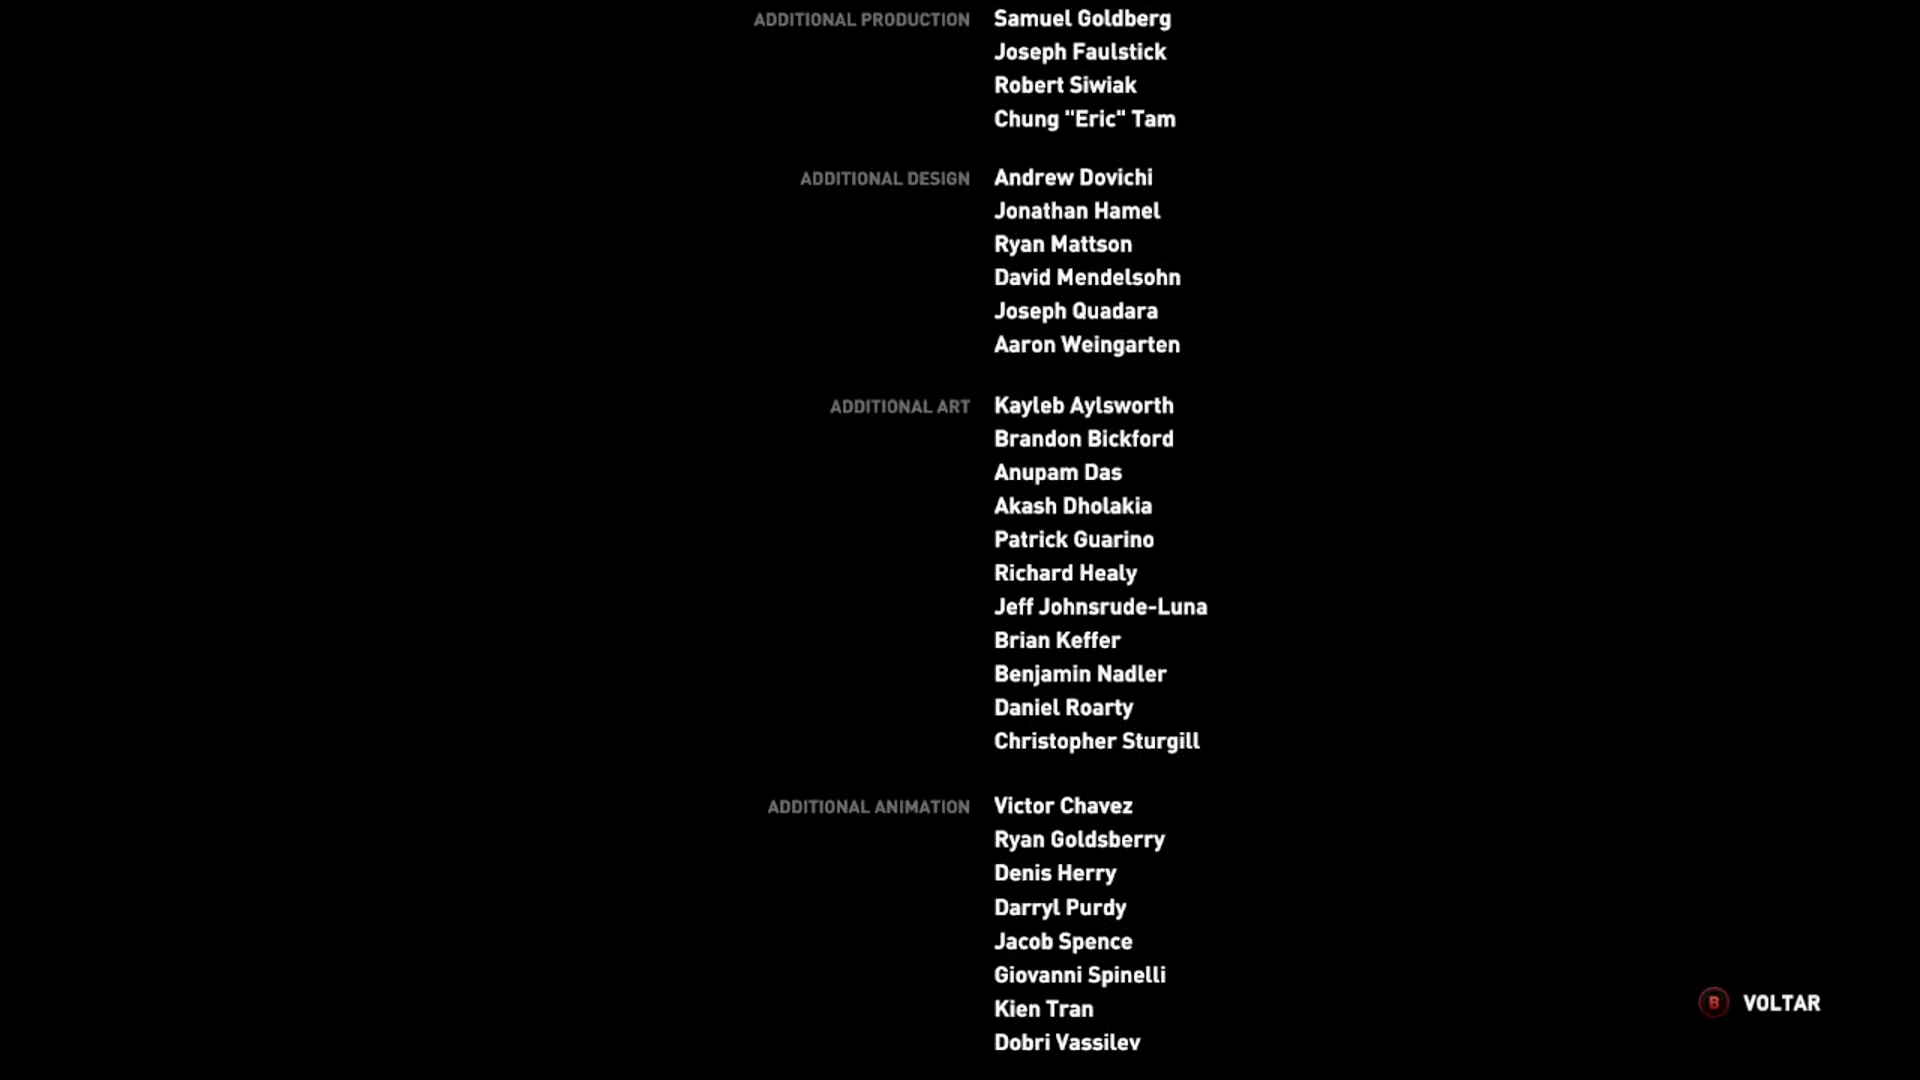 ADDITIONAL PRODUCTION Samuel Goldberg
Joseph Faulstick
Robert Siwiak
Chung "Eric" Tam
ADDITIONAL DESIGN Andrew Dovichi
Jonathan Hamel
Ryan Mattson
David Mendelsohn
Joseph Quadara
Aaron Weingarten
ADDITIONAL ART Kayleb Aylsworth
Brandon Bickford
Anupam Das
Akash Dholakia
Patrick Guarino
Richard Healy
Jeff Johnsrude-Luna
Brian Keffer
Benjamin Nadler
Daniel Roarty
Christopher Sturgill
ADDITIONAL ANIMATION Victor Chavez
Ryan Goldsberry
Denis Herry
Darryl Purdy
Jacob Spence
Giovanni Spinelli
Kien Tran
Dobri Vassilev
B VOLTAR